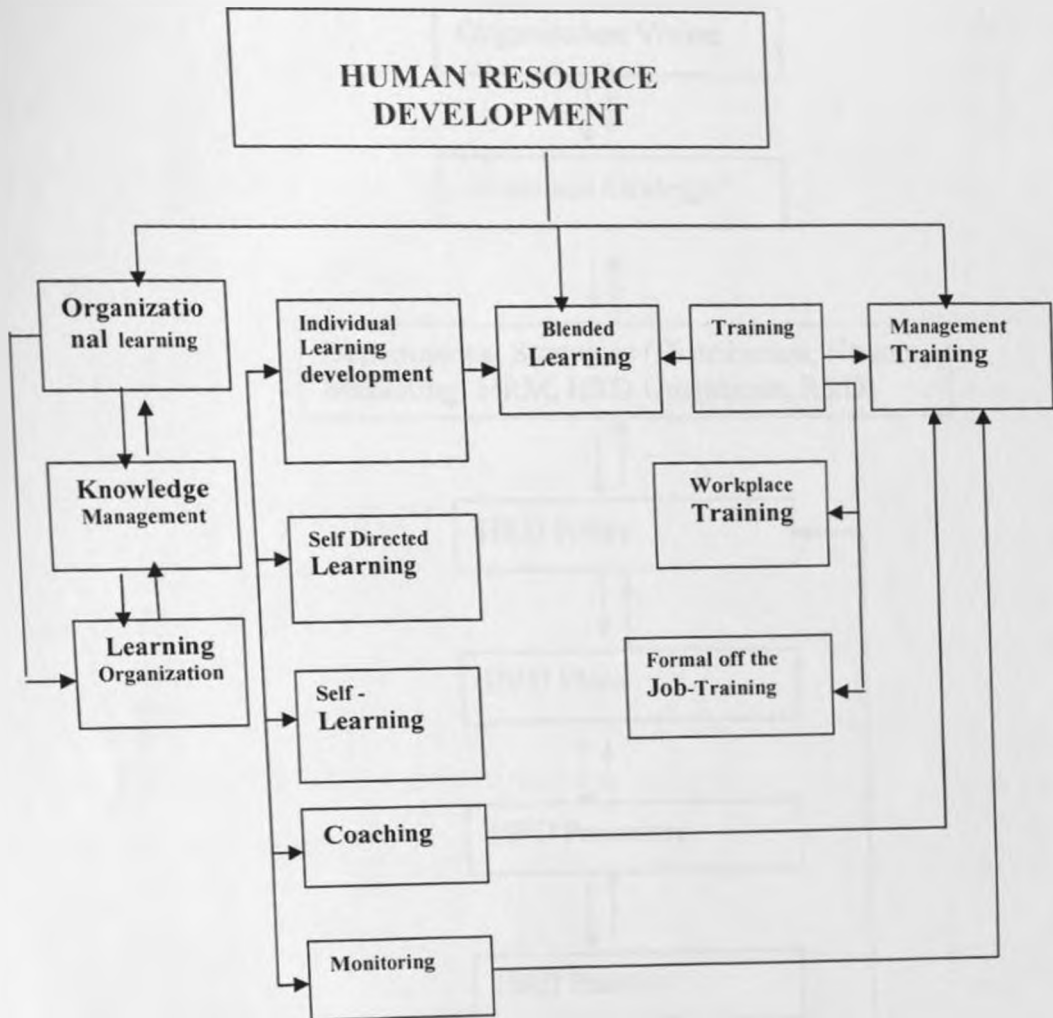 HUMAN RESOURCE
DEVELOPMENT
Organizatio
nal learning
Individual
Learning
development
Blended
Learning
Training
Management
Training
Knowledge
Management
Workplace
Training
Self Directed
Learning
Learning
Organization
Formal off the
Job-Training
Self -
Learning
Coaching
Monitoring